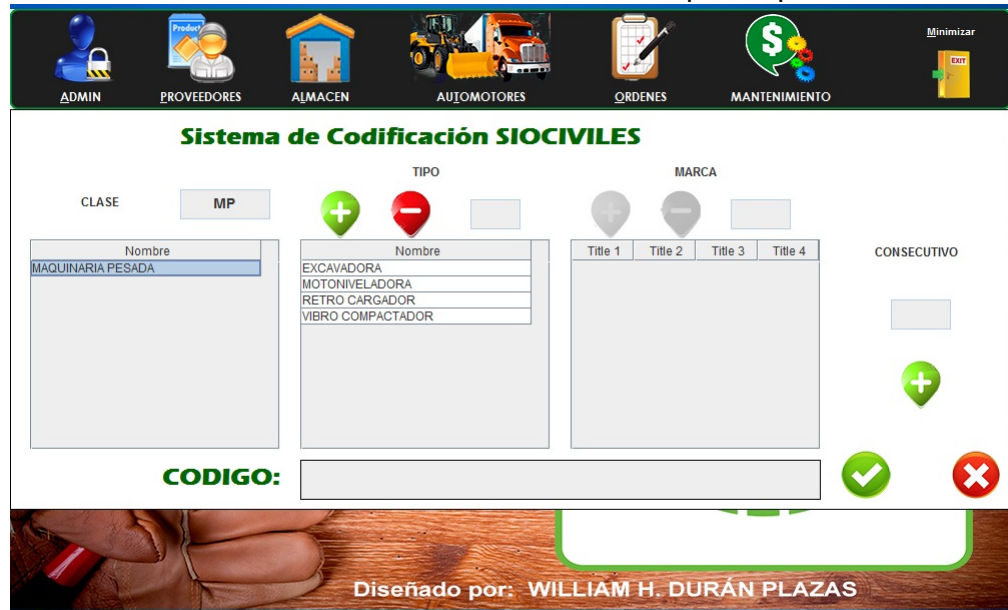 Product
EXIT
Minimizar
ADMIN
PROVEEDORES
ALMACEN
AUTOMOTORES
ORDENES
MANTENIMIENTO
Sistema de Codificación SIOCIVILES
TIPO
MARCA
CLASE
MP
Nombre
Nombre
Title 1 Title 2 Title 3 Title 4
CONSECUTIVO
MAQUINARIA PESADA
EXCAVADORA
MOTONIVELADORA
RETRO CARGADOR
VIBRO COMPACTADOR
CODIGO:
Diseñado por: WILLIAM H. DURÁN PLAZAS